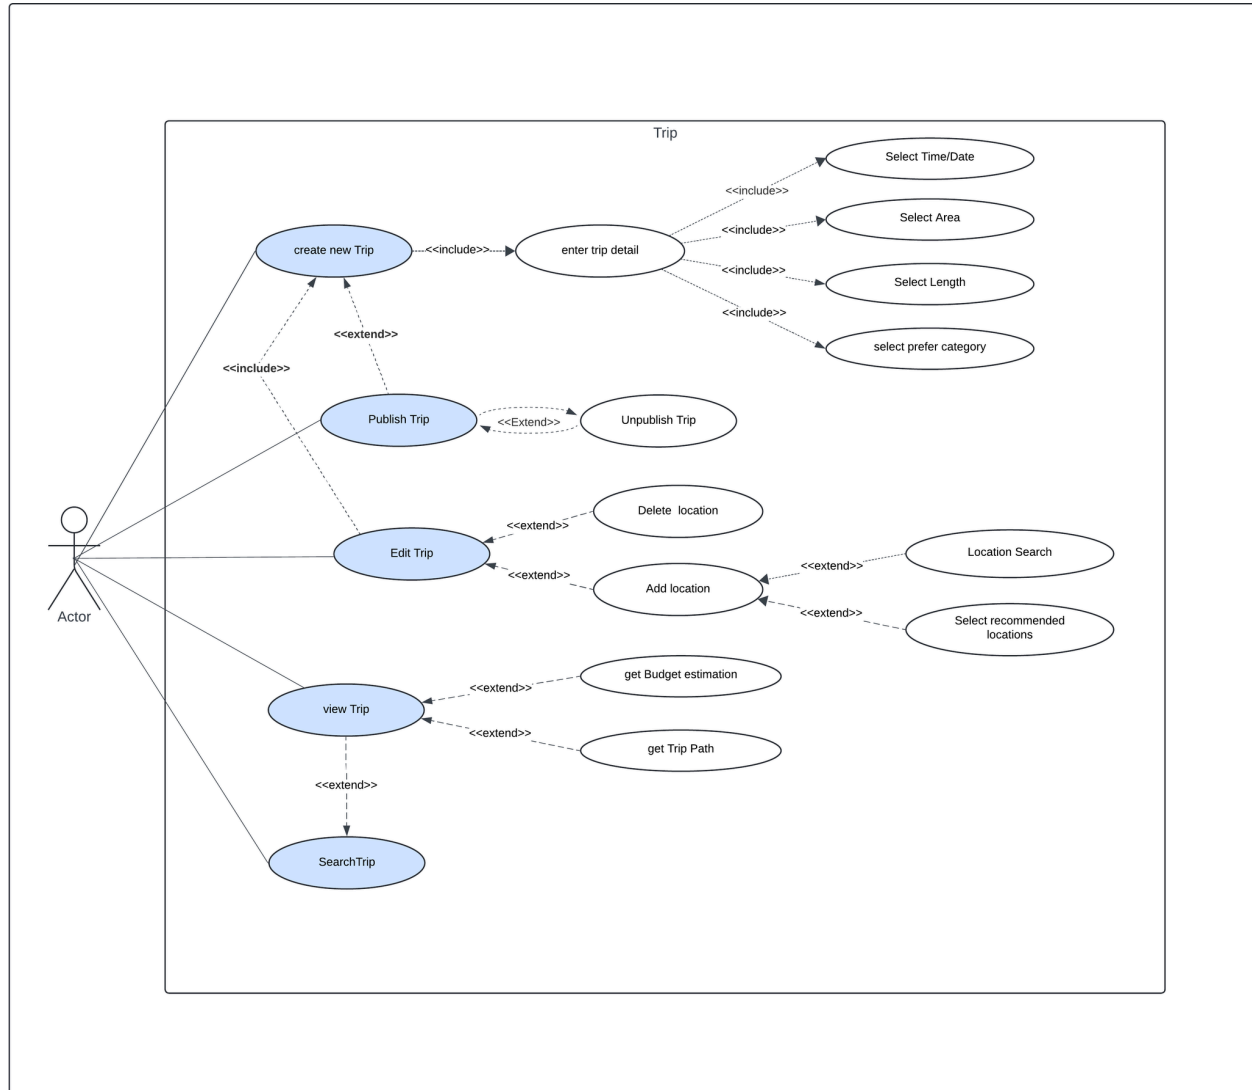 Trip
Select Time/Date
<<include>>
Select Area
<<include>>
create new Trip
<<include>>
enter trip detail
<<include>>
Select Length
<<include>>
select prefer category
<<extend>>
<<include>>
Publish Trip
<<Extend>>
Unpublish Trip
Delete  location
<<extend>>
Edit Trip
Location Search
<<extend>>
<<extend>>
Add location
<<extend>>
Select recommended
locations
Actor
get Budget estimation
<<extend>>
view Trip
<<extend>>
get Trip Path
<<extend>>
SearchTrip